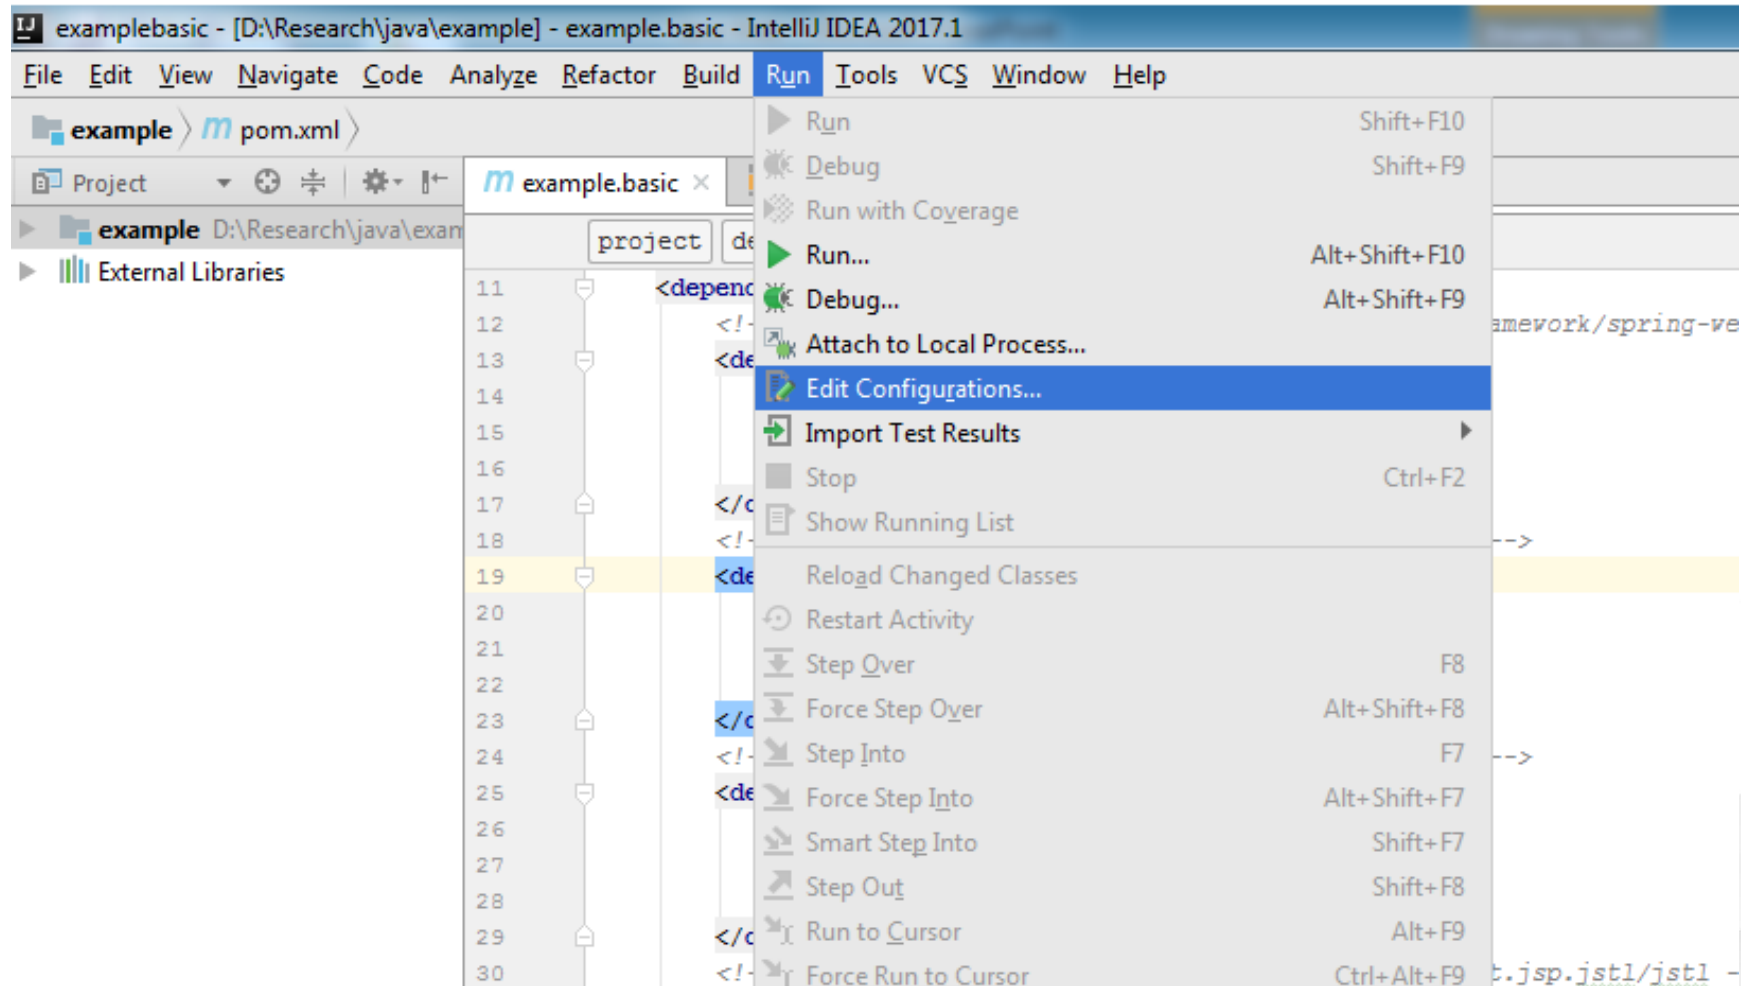 examplebasic - [D:\Research\java\example] - example.basic - IntelliJ IDEA 2017.1
File Edit View Navigate Code Analyze Refactor Build Run Tools VCS Window Help
example m pom.xml
Project
m example.basic
example D:\Research\java\exam
External Libraries
project de
Run Shift+F10
Debug Shift+F9
Run with Coverage
Run... Alt+Shift+F10
Debug... Alt+Shift+F9
Attach to Local Process...
Edit Configurations...
Import Test Results
Stop Ctrl+F2
Show Running List
Reload Changed Classes
Restart Activity
Step Over F8
Force Step Over Alt+Shift+F8
Step Into F7
Force Step Into Alt+Shift+F7
Smart Step Into Shift+F7
Step Out Shift+F8
Run to Cursor Alt+F9
Force Run to Cursor Ctrl+Alt+F9
11 <depend
12 <!- amework/spring-we
13 <de
14
15
16
17 </d
18 <!- -->
19 <de
20
21
22
23 </d
24 <!- -->
25 <de
26
27
28
29 </d
30 <!- t.jsp.jstl/jstl -